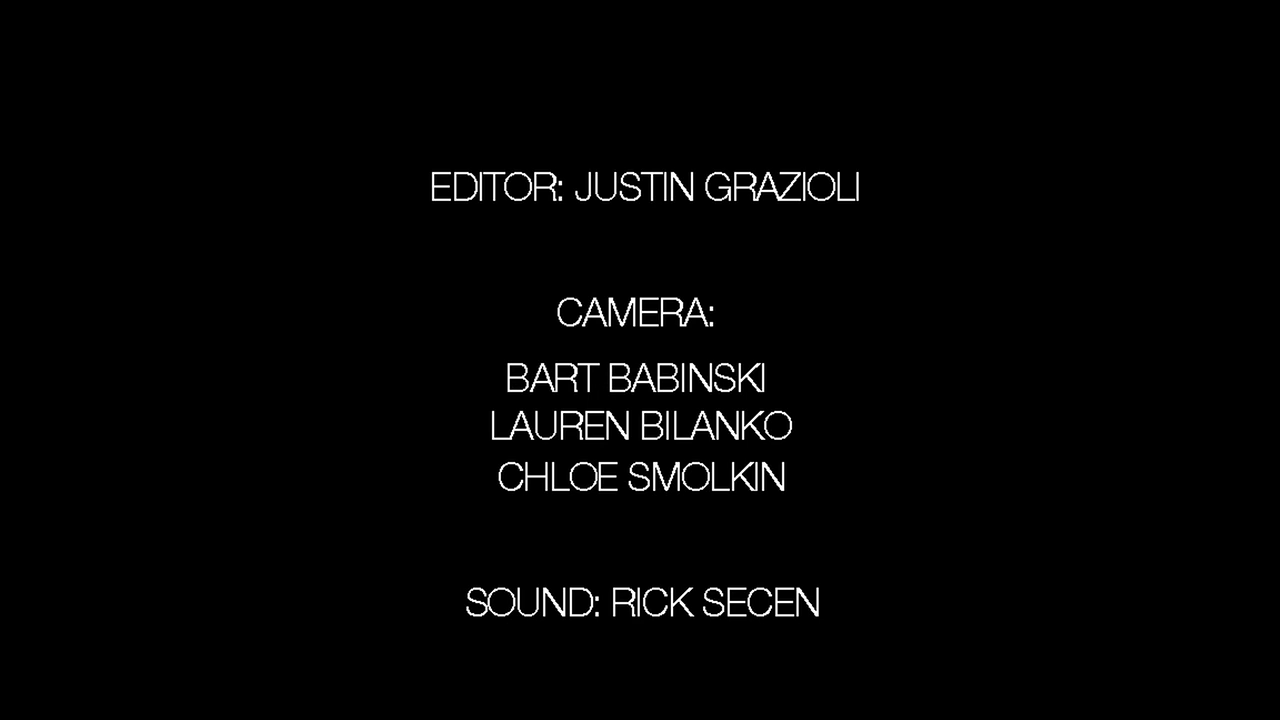 EDITOR: JUSTIN GRAZIOLI
CAMERA:
BART BABINSKI
LAUREN BILANKO
CHLOE SMOLKIN
SOUND: RICK SECEN